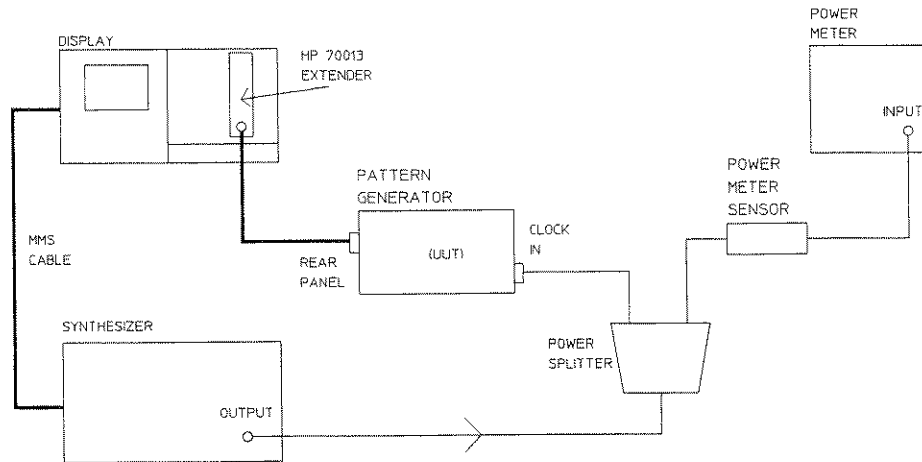 DISPLAY
HP 70013
EXTENDER
POWER
METER
INPUT
PATTERN
GENERATOR
POWER
METER
SENSOR
MMS
CABLE
REAR
PANEL
(UUT)
CLOCK
IN
SYNTHESIZER
OUTPUT
POWER
SPLITTER